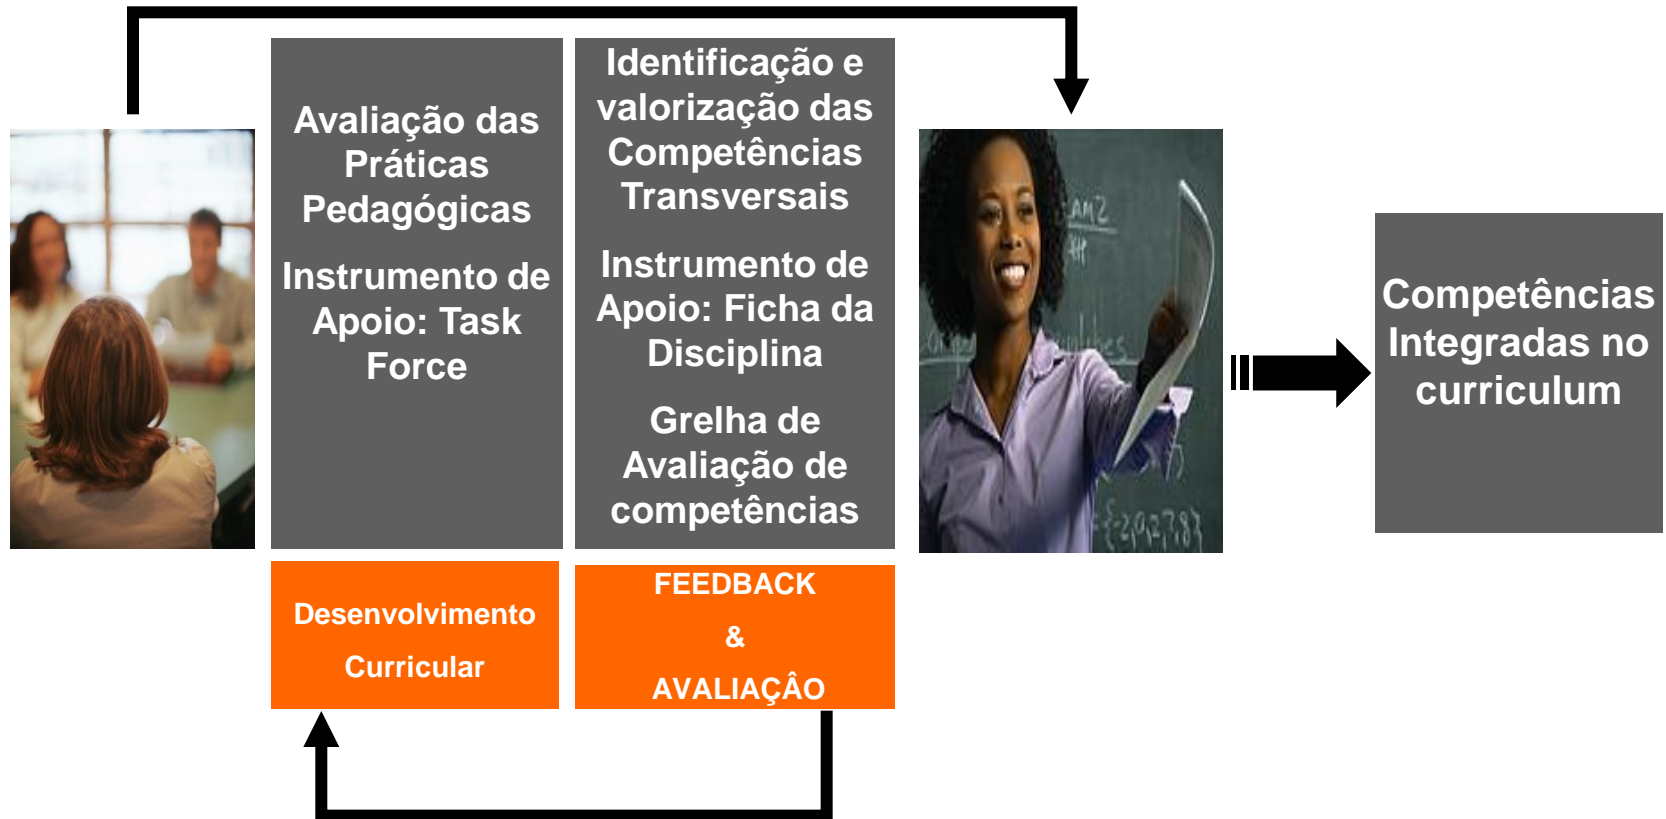 Avaliação das
Práticas
Pedagógicas
Instrumento de
Apoio: Task
Force
Identificação e
valorização das
Competências
Transversais
Instrumento de
Apoio: Ficha da
Disciplina
Grelha de
Avaliação de
competências
Competências
Integradas no
curriculum
Desenvolvimento
Curricular
FEEDBACK
&
AVALIAÇÂO